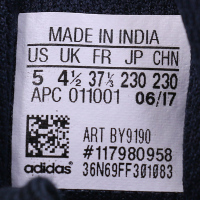 MADE IN INDIA
US UK FR JP CHN
5 4½ 37⅓ 230 230
APC 011001 06/17
ART BY9190
#117980958
adidas® 36N69FF301083